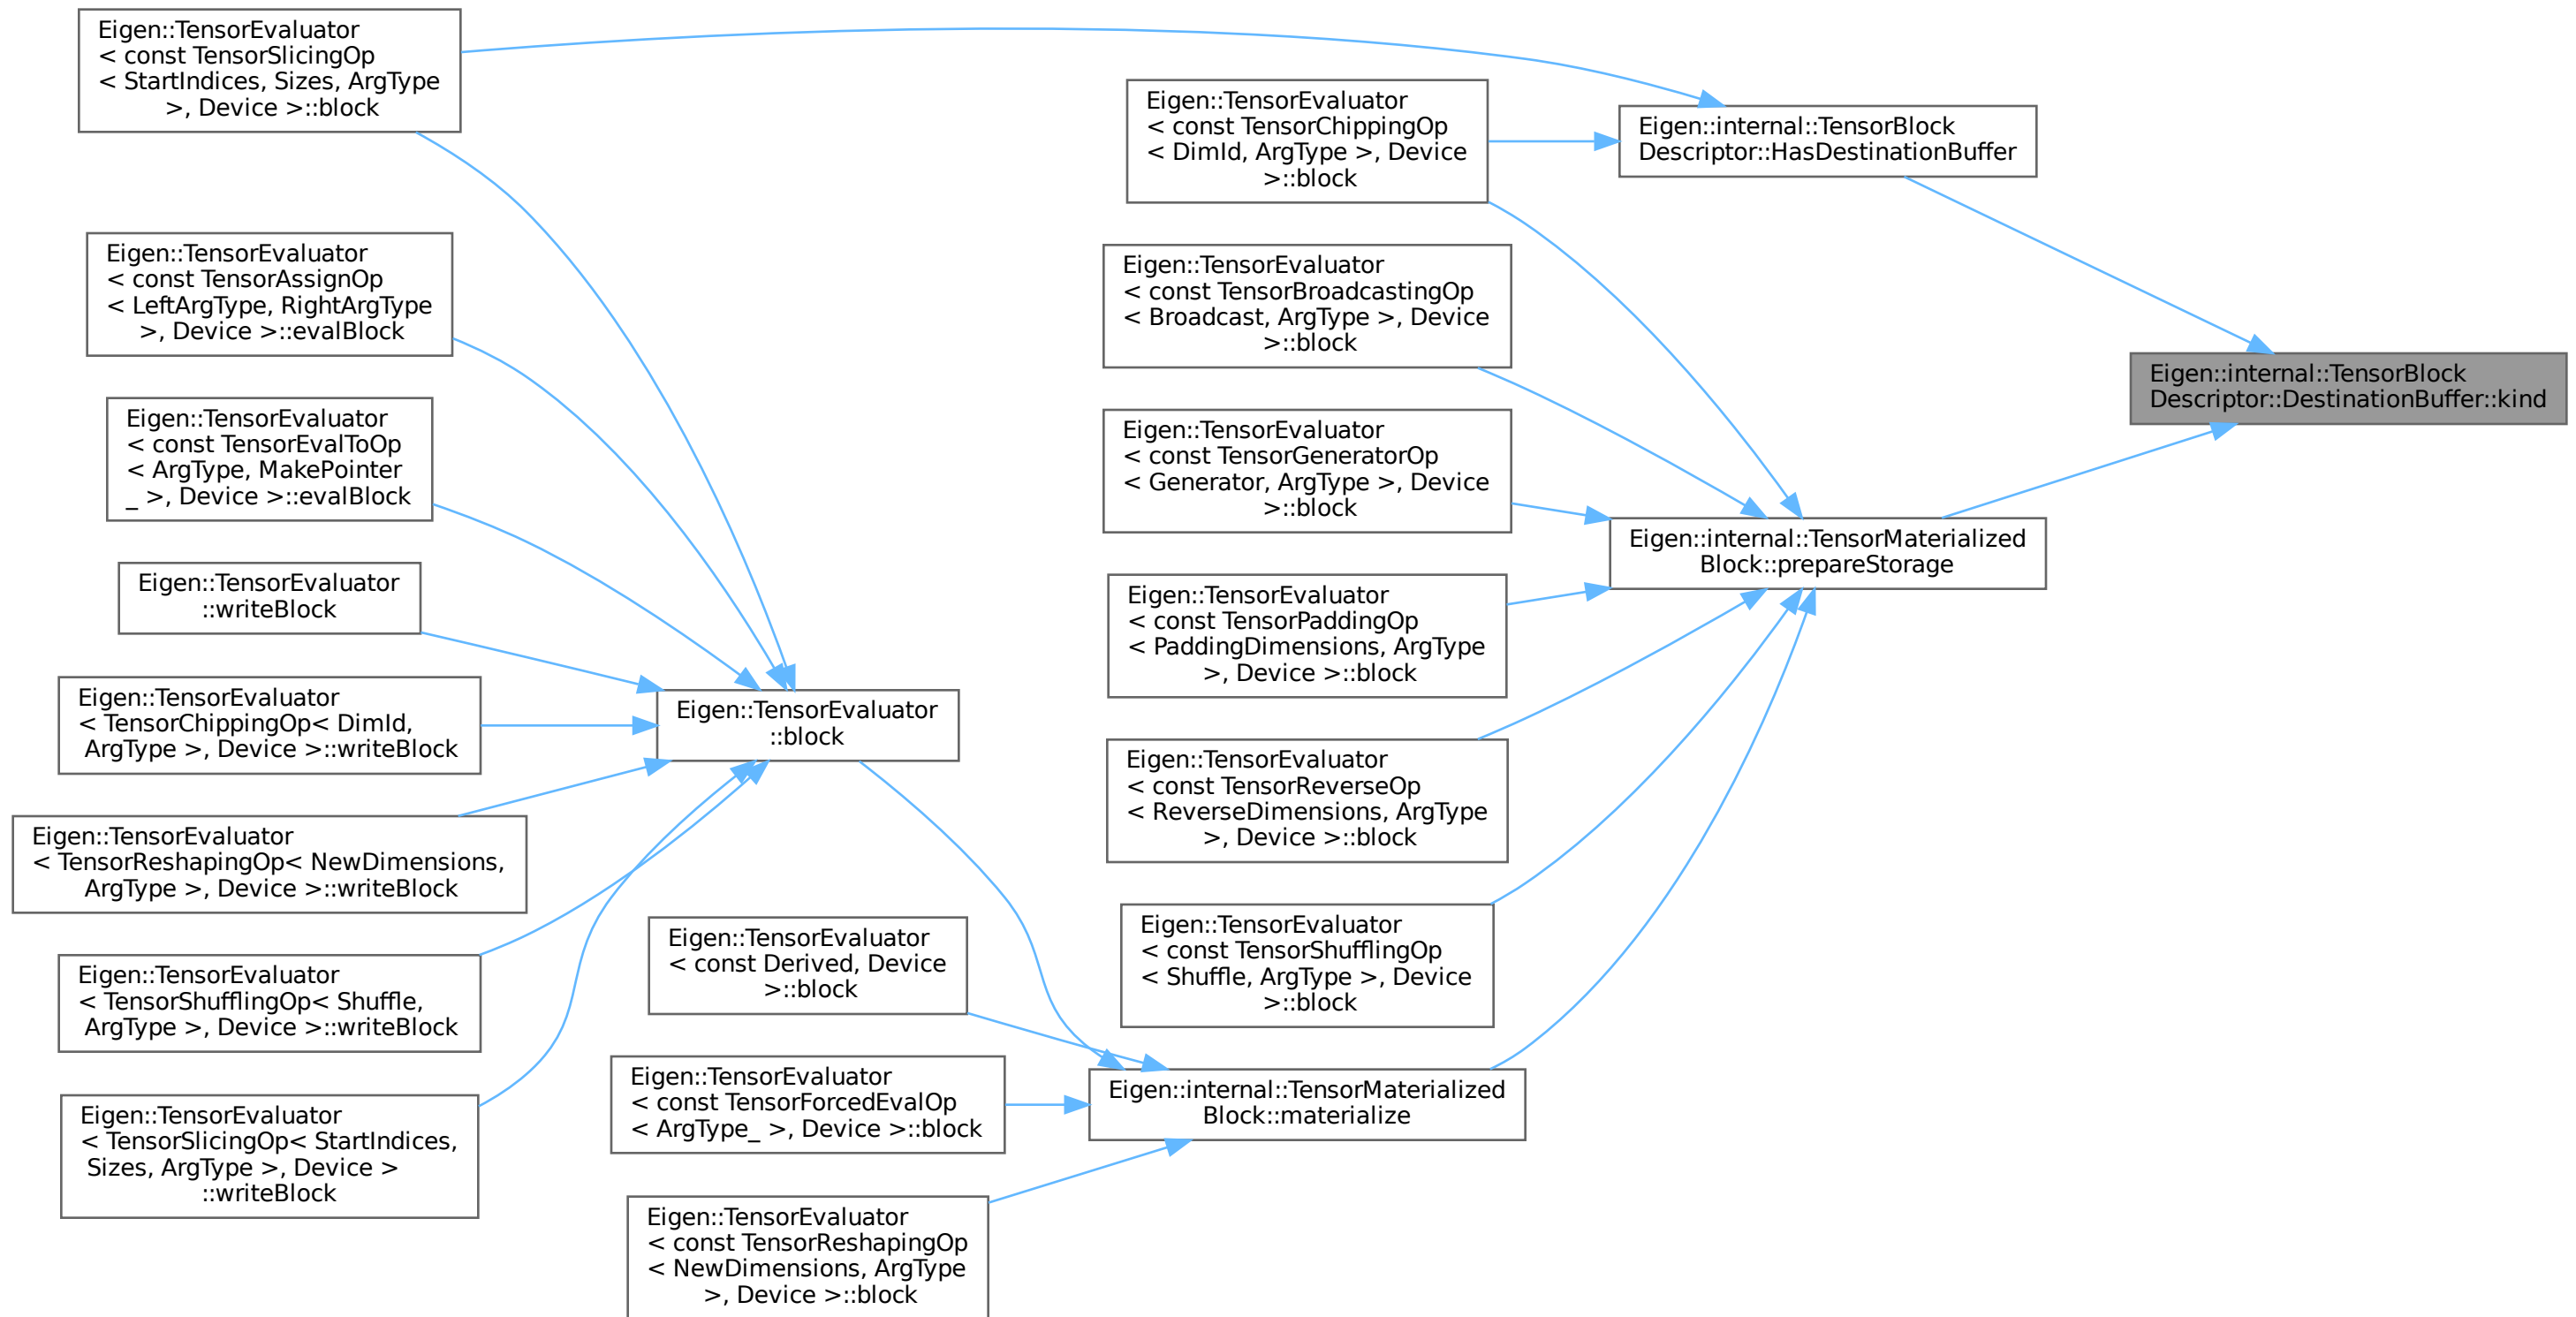 Eigen::TensorEvaluator
< const TensorSlicingOp
< StartIndices, Sizes, ArgType
>, Device >::block
Eigen::TensorEvaluator
< const TensorAssignOp
< LeftArgType, RightArgType
>, Device >::evalBlock
Eigen::TensorEvaluator
< const TensorEvalToOp
< ArgType, MakePointer
_ >, Device >::evalBlock
Eigen::TensorEvaluator
::writeBlock
Eigen::TensorEvaluator
< TensorChippingOp< DimId,
ArgType >, Device >::writeBlock
Eigen::TensorEvaluator
< TensorReshapingOp< NewDimensions,
ArgType >, Device >::writeBlock
Eigen::TensorEvaluator
< TensorShufflingOp< Shuffle,
ArgType >, Device >::writeBlock
Eigen::TensorEvaluator
< TensorSlicingOp< StartIndices,
Sizes, ArgType >, Device >
::writeBlock
Eigen::TensorEvaluator
::block
Eigen::TensorEvaluator
< const Derived, Device
>::block
Eigen::TensorEvaluator
< const TensorForcedEvalOp
< ArgType_ >, Device >::block
Eigen::TensorEvaluator
< const TensorReshapingOp
< NewDimensions, ArgType
>, Device >::block
Eigen::TensorEvaluator
< const TensorChippingOp
< DimId, ArgType >, Device
>::block
Eigen::TensorEvaluator
< const TensorBroadcastingOp
< Broadcast, ArgType >, Device
>::block
Eigen::TensorEvaluator
< const TensorGeneratorOp
< Generator, ArgType >, Device
>::block
Eigen::TensorEvaluator
< const TensorPaddingOp
< PaddingDimensions, ArgType
>, Device >::block
Eigen::TensorEvaluator
< const TensorReverseOp
< ReverseDimensions, ArgType
>, Device >::block
Eigen::TensorEvaluator
< const TensorShufflingOp
< Shuffle, ArgType >, Device
>::block
Eigen::internal::TensorMaterialized
Block::materialize
Eigen::internal::TensorBlock
Descriptor::HasDestinationBuffer
Eigen::internal::TensorMaterialized
Block::prepareStorage
Eigen::internal::TensorBlock
Descriptor::DestinationBuffer::kind